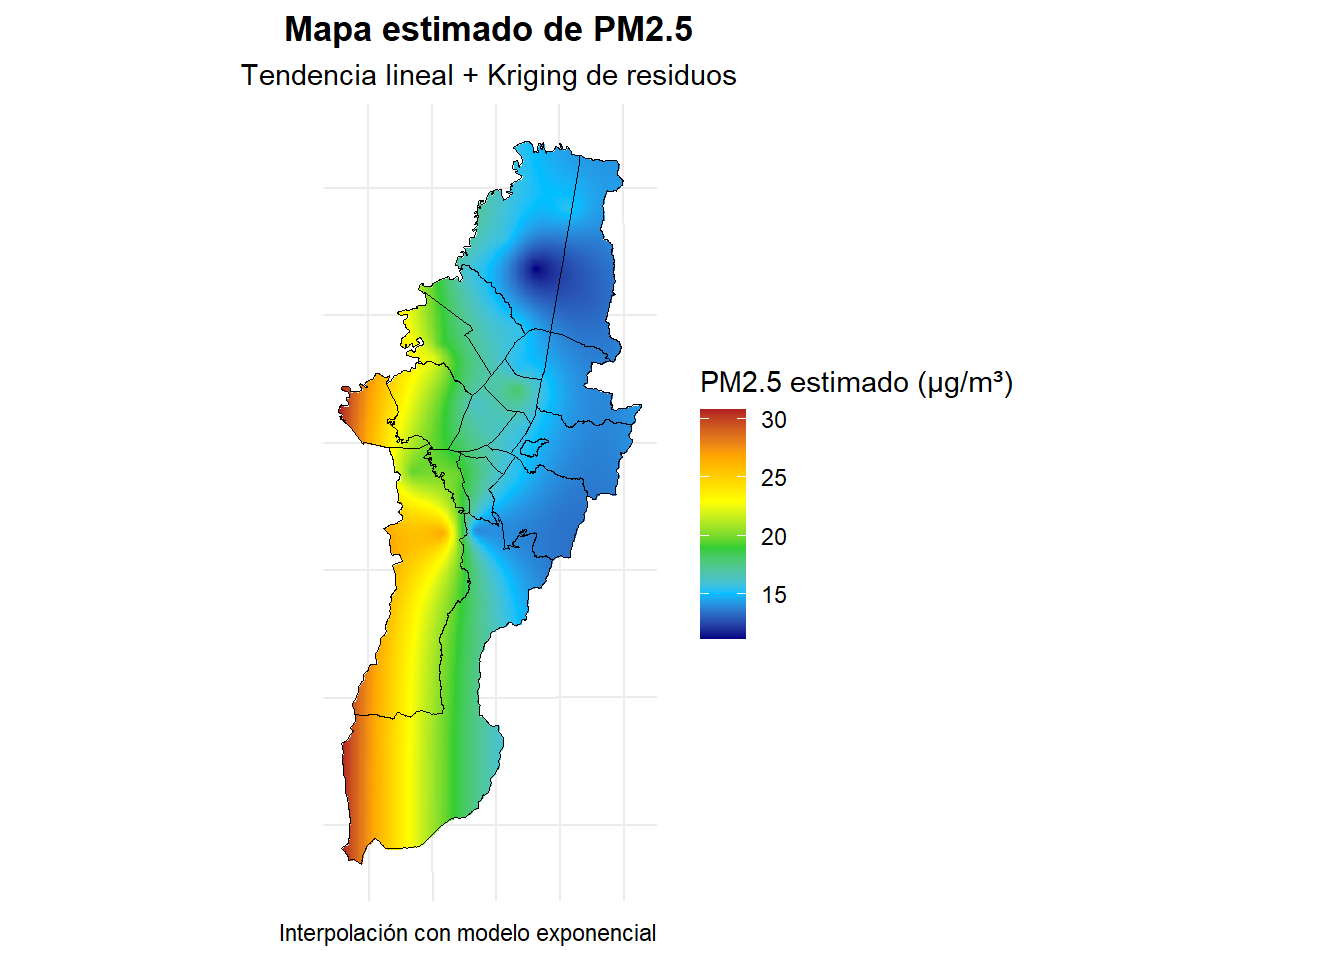 Mapa estimado de PM2.5
Tendencia lineal + Kriging de residuos
PM2.5 estimado (µg/m³)
30
25
20
15
Interpolación con modelo exponencial